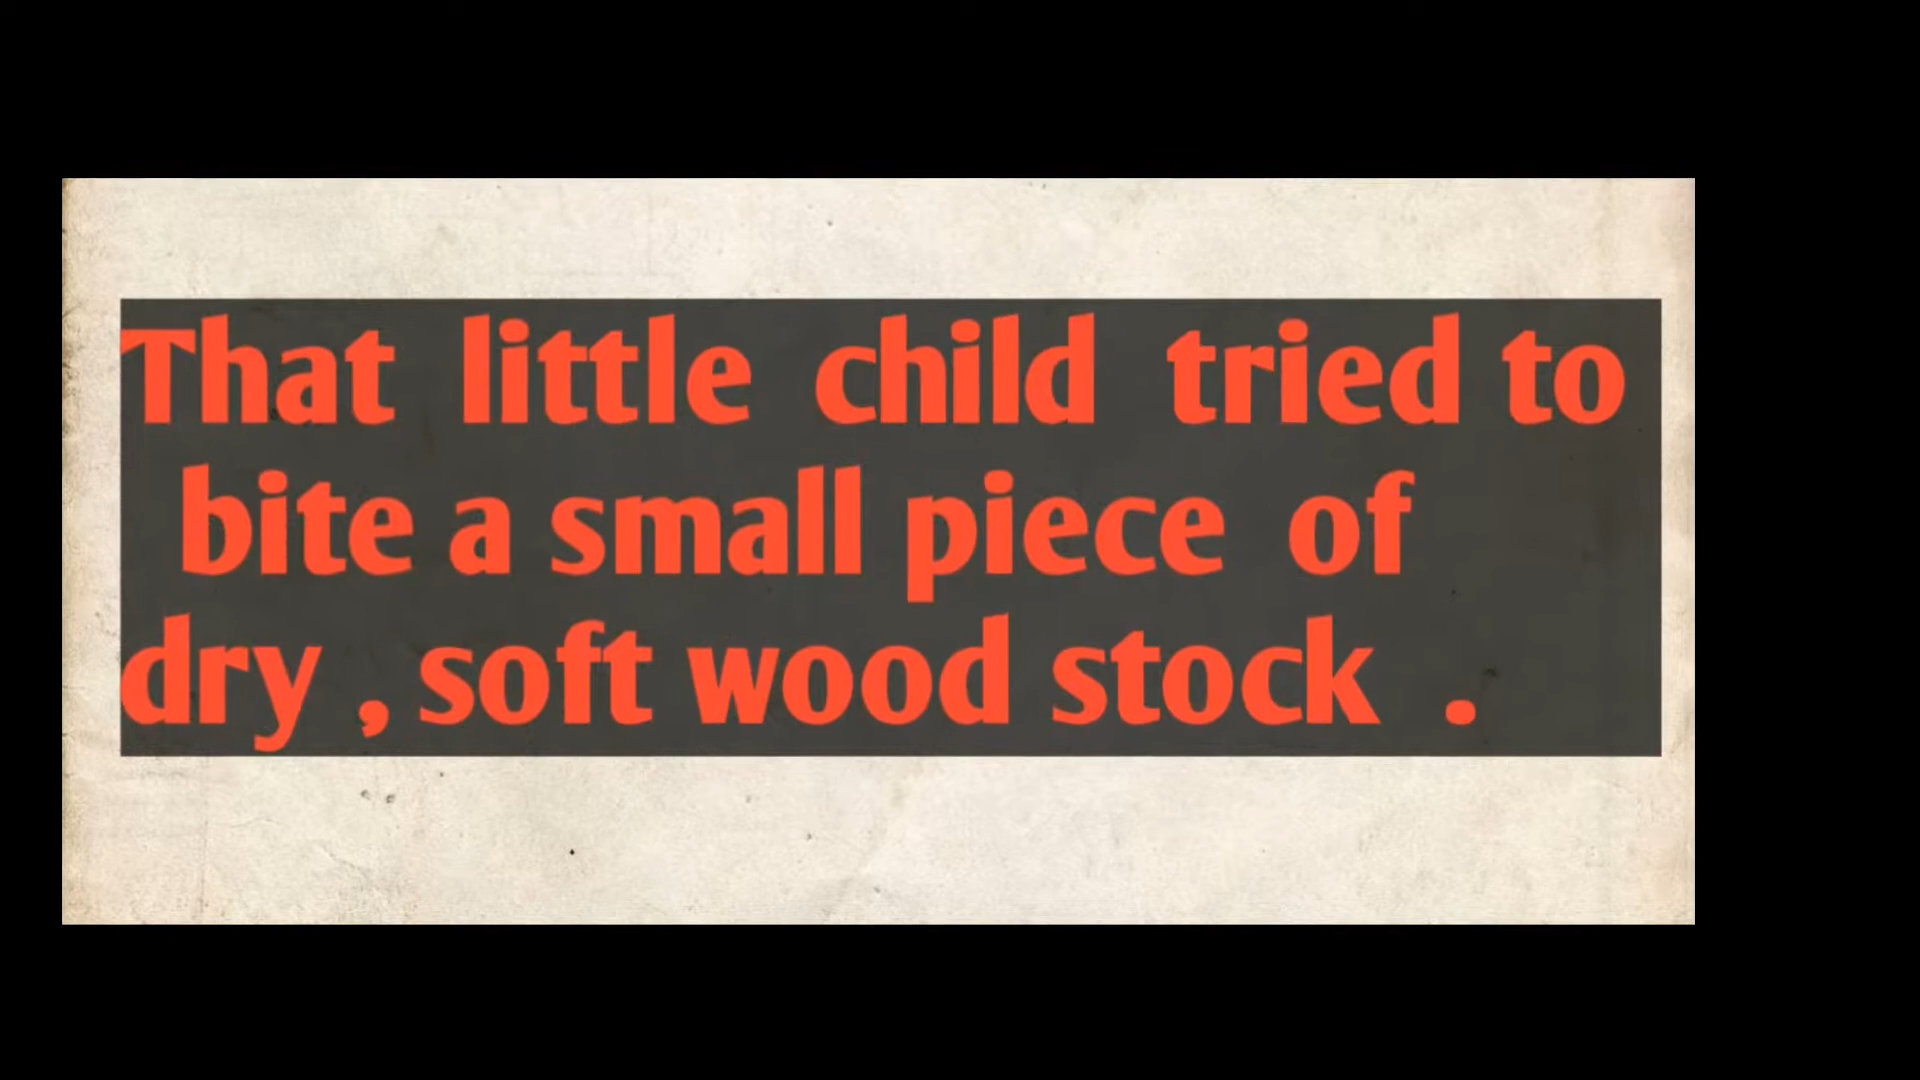 That little child tried to
bite a small piece of
dry , soft wood stock .